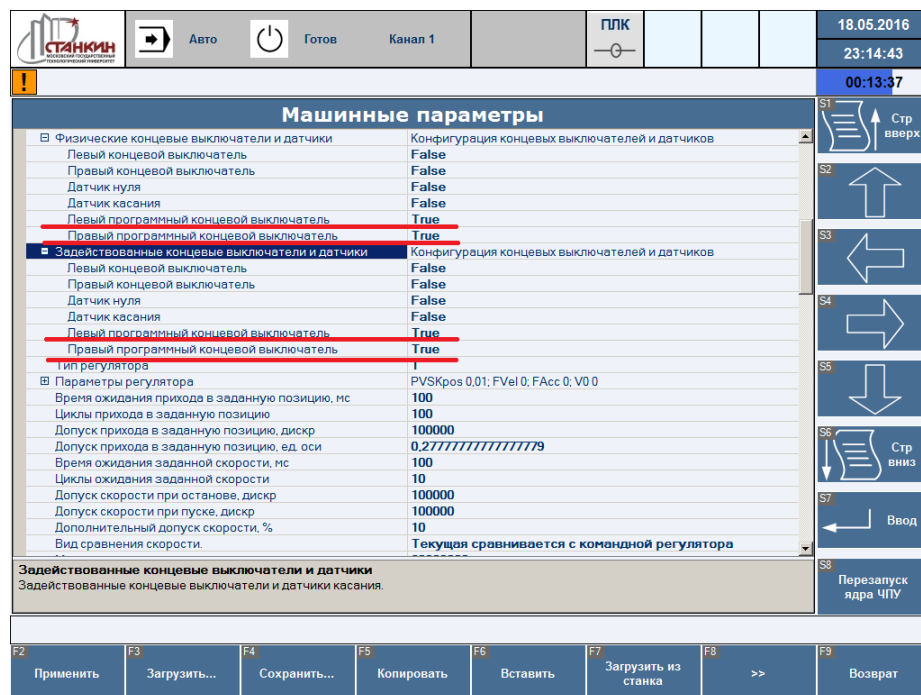 СТАНКИН
МОСКОВСКИЙ ГОСУДАРСТВЕННЫЙ
ТЕХНОЛОГИЧЕСКИЙ УНИВЕРСИТЕТ
Авто
Готов
Канал 1
ПЛК
18.05.2016
23:14:43
!
00:13:37
Машинные параметры
Физические концевые выключатели и датчики Конфигурация концевых выключателей и датчиков
Левый концевой выключатель False
Правый концевой выключатель False
Датчик нуля False
Датчик касания False
Левый программный концевой выключатель True
Правый программный концевой выключатель True
Задействованные концевые выключатели и датчики Конфигурация концевых выключателей и датчиков
Левый концевой выключатель False
Правый концевой выключатель False
Датчик нуля False
Датчик касания False
Левый программный концевой выключатель True
Правый программный концевой выключатель True
Тип регулятора 1
Параметры регулятора PVSKpos 0,01; FVel 0; FAcc 0; V0 0
Время ожидания прихода в заданную позицию, мс 100
Циклы прихода в заданную позицию 100
Допуск прихода в заданную позицию, дискр 100000
Допуск прихода в заданную позицию, ед. оси 0,277777777777779
Время ожидания заданной скорости, мс 100
Циклы ожидания заданной скорости 10
Допуск скорости при останове, дискр 100000
Допуск скорости при пуске, дискр 100000
Дополнительный допуск скорости, % 10
Вид сравнения скорости. Текущая сравнивается с командной регулятора
Задействованные концевые выключатели и датчики
Задействованные концевые выключатели и датчики касания.
S1
Стр
вверх
S2
S3
S4
S5
S6
Стр
вниз
S7
Ввод
S8
Перезапуск
ядра ЧПУ
F2
Применить
F3
Загрузить...
F4
Сохранить...
F5
Копировать
F6
Вставить
F7
Загрузить из
станка
F8
>>
F9
Возврат